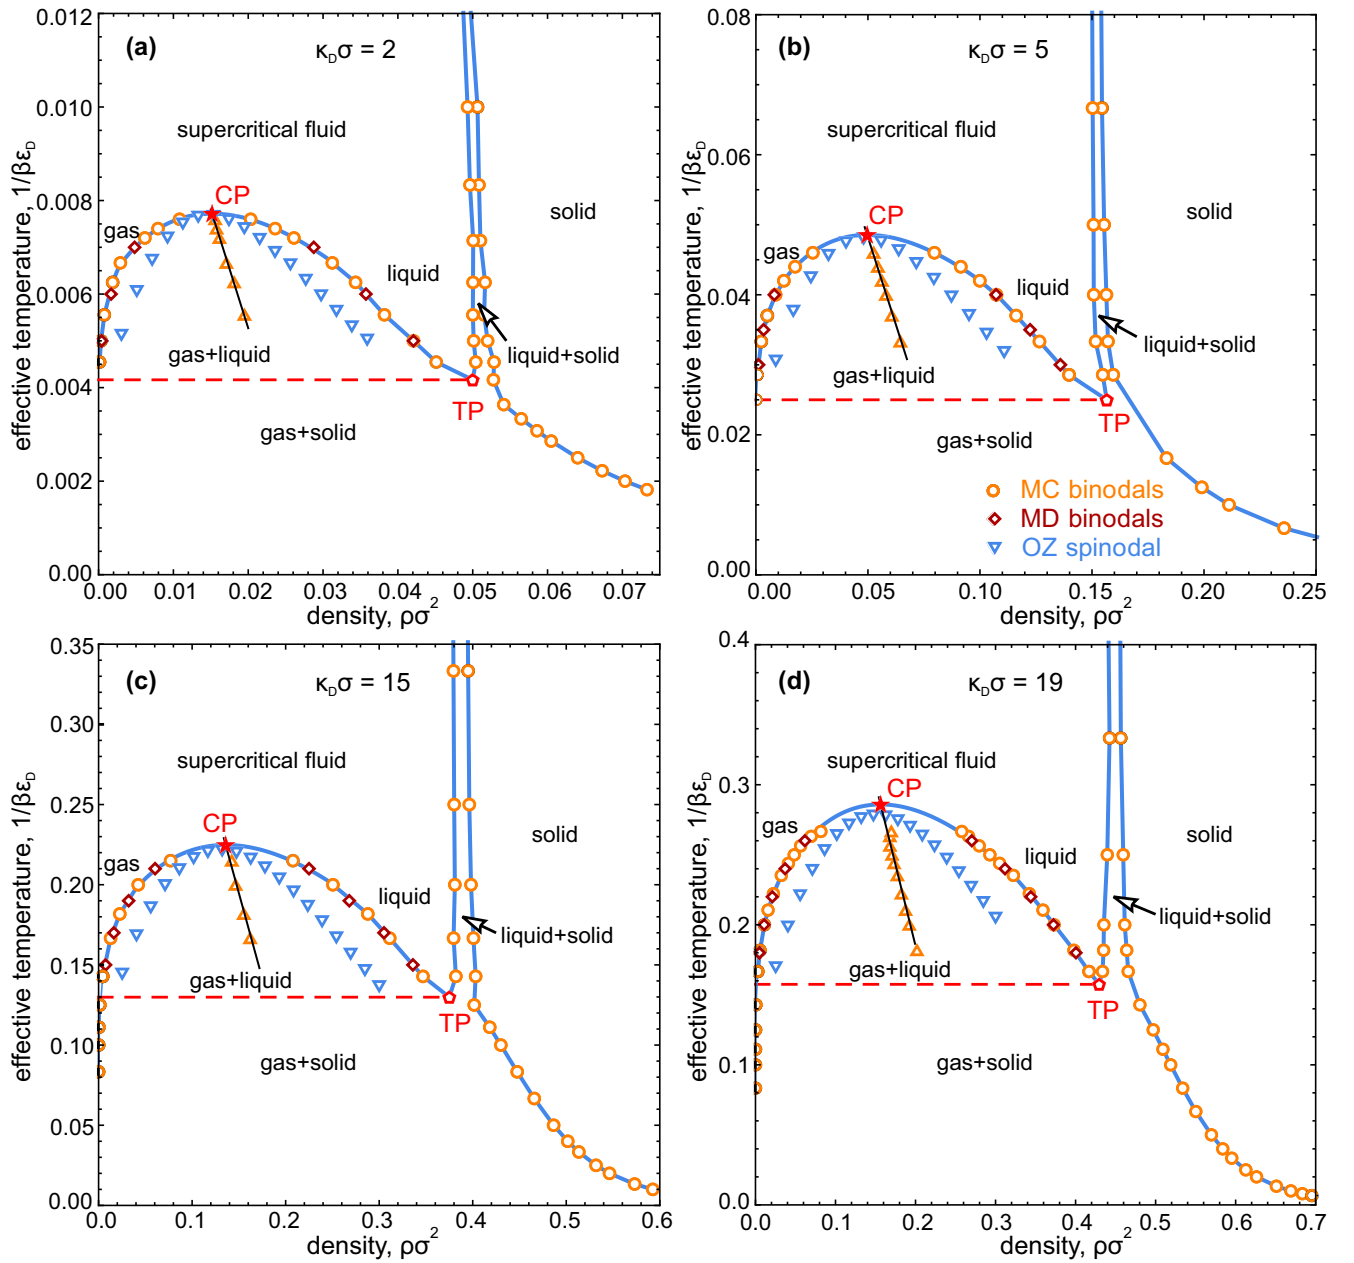 (a)
κDσ = 2
supercritical fluid
CP
gas
liquid
solid
gas+liquid
liquid+solid
TP
gas+solid
0.012
0.010
0.008
0.006
0.004
0.002
0.00
0.00
0.01
0.02
0.03
0.04
0.05
0.06
0.07
effective temperature, 1/βεD
density, ρσ²
(b)
κDσ = 5
supercritical fluid
CP
gas
liquid
solid
gas+liquid
liquid+solid
TP
gas+solid
MC binodals
MD binodals
OZ spinodal
0.08
0.06
0.04
0.02
0.00
0.00
0.05
0.10
0.15
0.20
0.25
effective temperature, 1/βεD
density, ρσ²
(c)
κDσ = 15
supercritical fluid
CP
gas
liquid
solid
gas+liquid
liquid+solid
TP
gas+solid
0.35
0.30
0.25
0.20
0.15
0.10
0.05
0.00
0.0
0.1
0.2
0.3
0.4
0.5
0.6
effective temperature, 1/βεD
density, ρσ²
(d)
κDσ = 19
supercritical fluid
CP
gas
liquid
solid
gas+liquid
liquid+solid
TP
gas+solid
0.4
0.3
0.2
0.1
0.0
0.0
0.1
0.2
0.3
0.4
0.5
0.6
0.7
effective temperature, 1/βεD
density, ρσ²